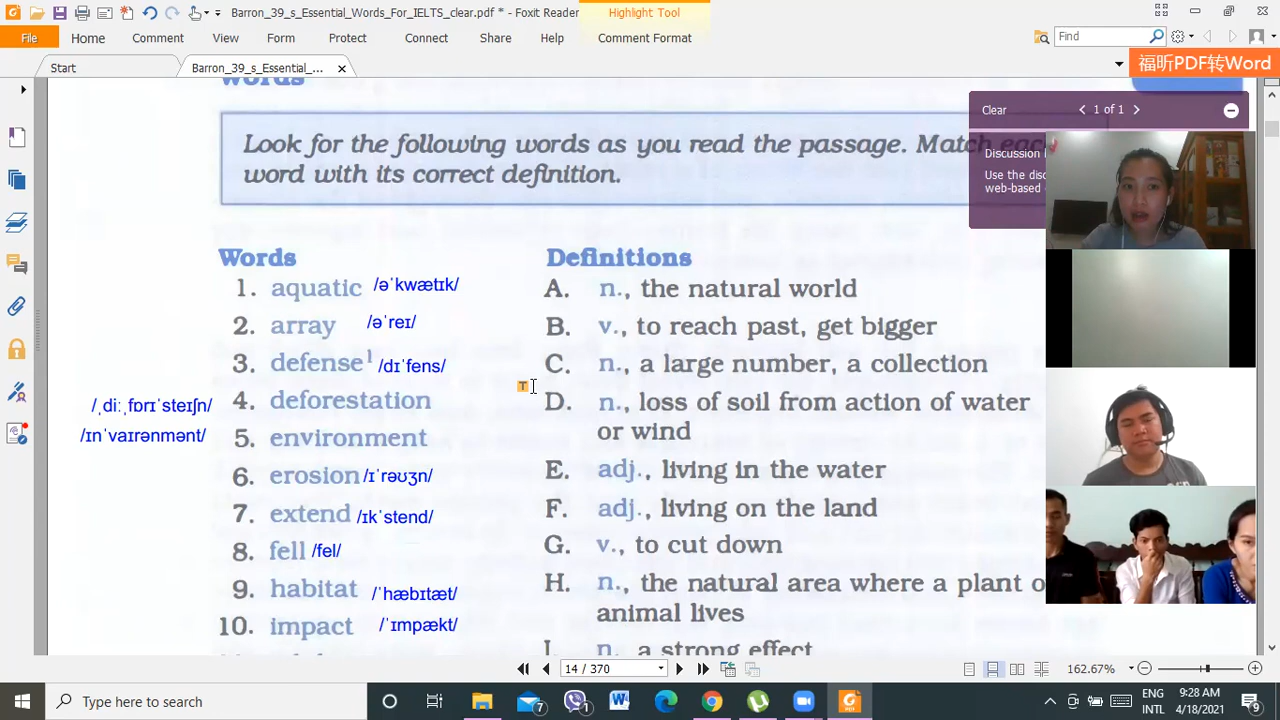 Barron_39_s_Essential_Words_For_IELTS_clear.pdf * - Foxit Reader
Highlight Tool
File Home Comment View Form Protect Connect Share Help Comment Format
Find
Start
Barron_39_s_Essential_...
福昕PDF转Word
Words
Clear
1 of 1
Look for the following words as you read the passage. Match each
word with its correct definition.
Discussion
Use the
web-based
Words
1. aquatic /əˈkwætɪk/
2. array /əˈreɪ/
3. defense¹ /dɪˈfens/
4. deforestation
/ˌdiːˌfɒrɪˈsteɪʃn/
5. environment
/ɪnˈvaɪrənmənt/
6. erosion /ɪˈrəʊʒn/
7. extend /ɪkˈstend/
8. fell /fel/
9. habitat /ˈhæbɪtæt/
10. impact /ˈɪmpækt/
Definitions
A. n., the natural world
B. v., to reach past, get bigger
C. n., a large number, a collection
D. n., loss of soil from action of water
or wind
E. adj., living in the water
F. adj., living on the land
G. v., to cut down
H. n., the natural area where a plant
animal lives
I. n. a strong effect
14 / 370
162.67%
Type here to search
7
1
ENG
INTL
9:28 AM
4/18/2021
9